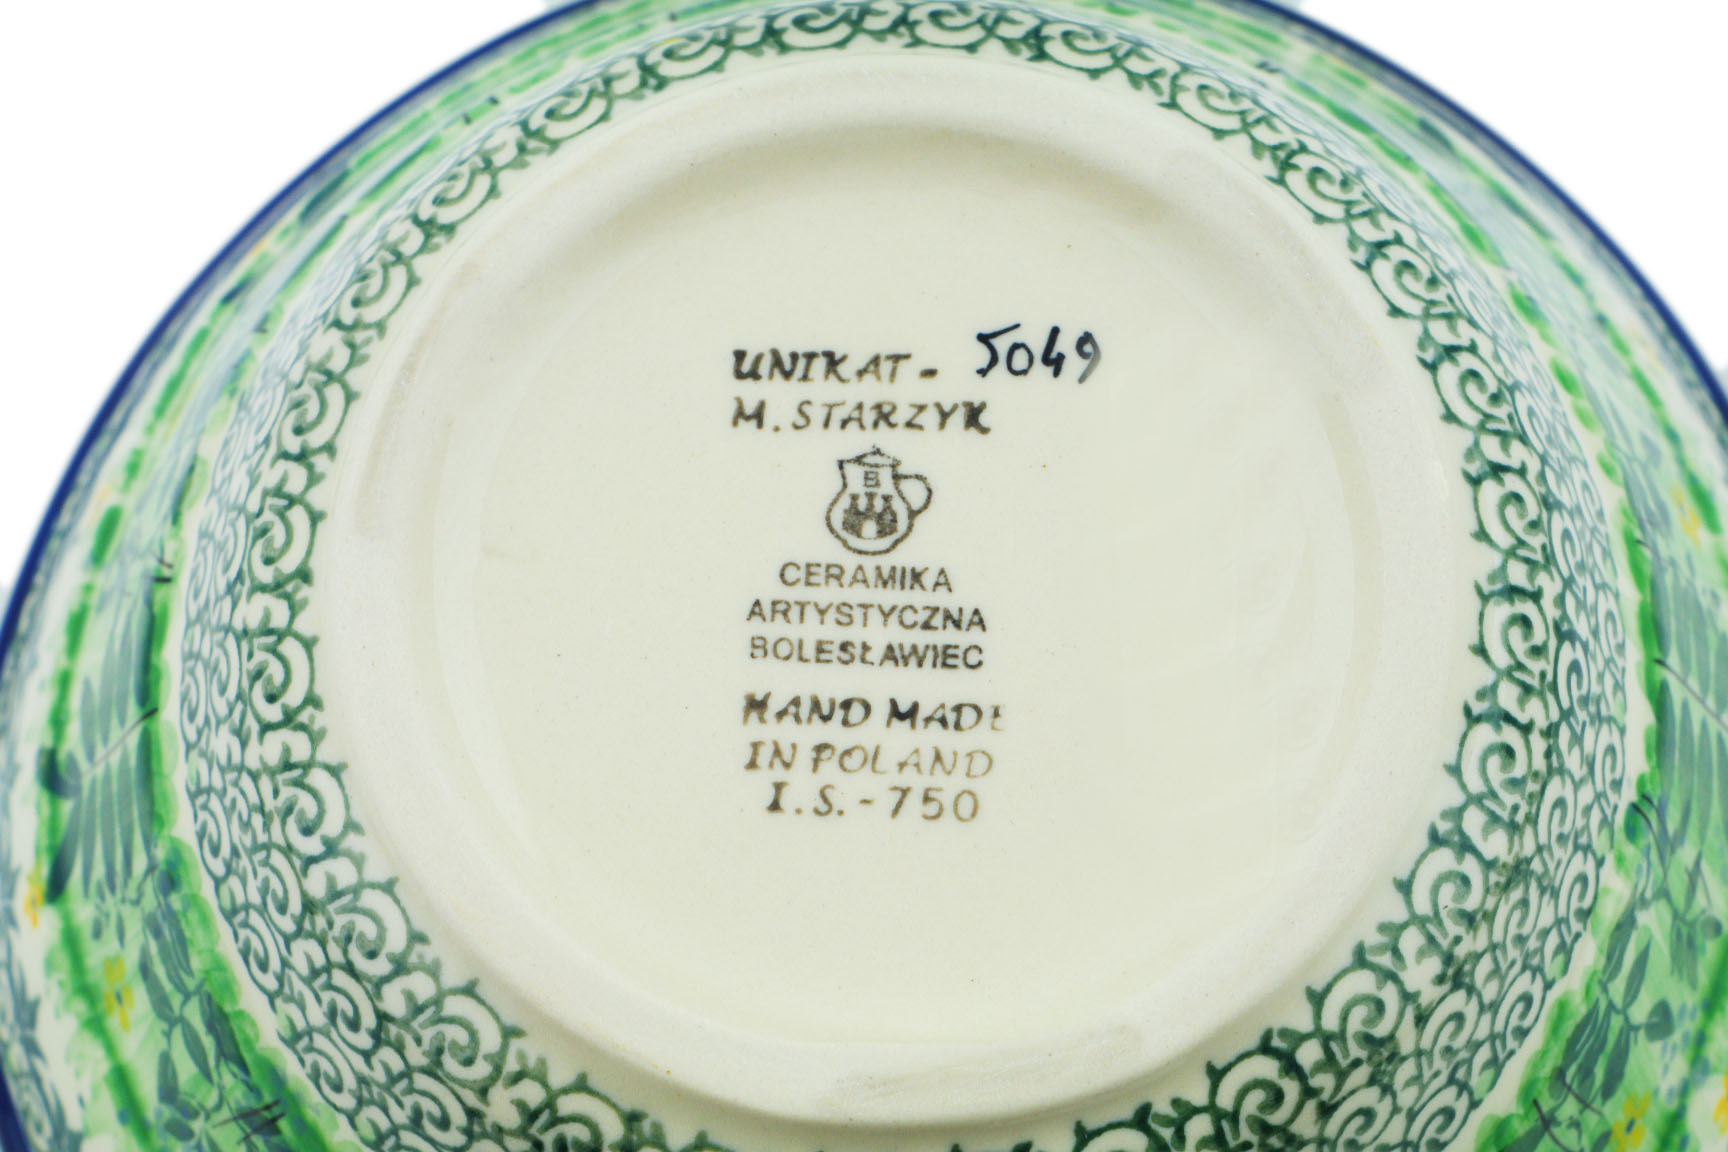 UNIKAT - 5049
M. STARZYK
B
CERAMIKA
ARTYSTYCZNA
BOLESŁAWIEC
HAND MADE
IN POLAND
I.S.-750